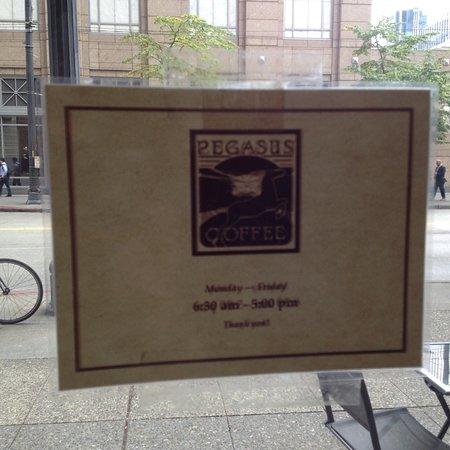 PEGASUS
COFFEE
Monday - Friday
6:30 am - 5:00 pm
Thank you!